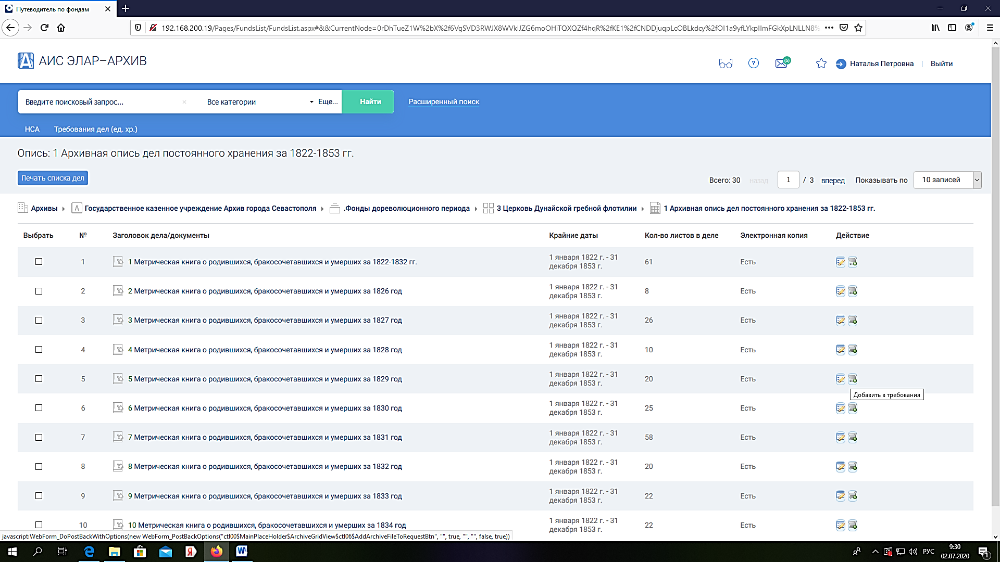 Путеводитель по фондам
192.168.200.19/Pages/FundsList/FundsList.aspx#&&CurrentNode=0rDhTueZ1W%2bX%2f6VgSVD3RWJX8WVkIJZG6moOHiTQXQZf4hqR%2fKE1%2fCNDDjuqpLcOBLkdcy%2fOI1a9yfLYkpIImFGkXpLNLLN8%
АИС ЭЛАР–АРХИВ
(5)
Наталья Петровна | Выйти
Введите поисковый запрос... Все категории Еще... Найти Расширенный поиск
НСА Требования дел (ед. хр.)
Опись: 1 Архивная опись дел постоянного хранения за 1822-1853 гг.
Печать списка дел Всего: 30 назад 1 / 3 вперед Показывать по 10 записей
Архивы Государственное казенное учреждение Архив города Севастополя .Фонды дореволюционного периода 3 Церковь Дунайской гребной флотилии 1 Архивная опись дел постоянного хранения за 1822-1853 гг.
Выбрать № Заголовок дела/документы Крайние даты Кол-во листов в деле Электронная копия Действие
1 1 Метрическая книга о родившихся, бракосочетавшихся и умерших за 1822-1832 гг. 1 января 1822 г. - 31 61 Есть
декабря 1853 г.
2 2 Метрическая книга о родившихся, бракосочетавшихся и умерших за 1826 год 1 января 1822 г. - 31 8 Есть
декабря 1853 г.
3 3 Метрическая книга о родившихся, бракосочетавшихся и умерших за 1827 год 1 января 1822 г. - 31 26 Есть
декабря 1853 г.
4 4 Метрическая книга о родившихся, бракосочетавшихся и умерших за 1828 год 1 января 1822 г. - 31 10 Есть
декабря 1853 г.
5 5 Метрическая книга о родившихся, бракосочетавшихся и умерших за 1829 год 1 января 1822 г. - 31 20 Есть
декабря 1853 г.
Добавить в требования
6 6 Метрическая книга о родившихся, бракосочетавшихся и умерших за 1830 год 1 января 1822 г. - 31 25 Есть
декабря 1853 г.
7 7 Метрическая книга о родившихся, бракосочетавшихся и умерших за 1831 год 1 января 1822 г. - 31 58 Есть
декабря 1853 г.
8 8 Метрическая книга о родившихся, бракосочетавшихся и умерших за 1832 год 1 января 1822 г. - 31 20 Есть
декабря 1853 г.
9 9 Метрическая книга о родившихся, бракосочетавшихся и умерших за 1833 год 1 января 1822 г. - 31 22 Есть
декабря 1853 г.
10 10 Метрическая книга о родившихся, бракосочетавшихся и умерших за 1834 год 1 января 1822 г. - 31 22 Есть
декабря 1853 г.
javascript:WebForm_DoPostBackWithOptions(new WebForm_PostBackOptions("ctl00$MainPlaceHolder$ArchiveGridView$ctl06$AddArchiveFileToRequestBtn", "", true, "", "", false, true))
РУС 9:30
02.07.2020 1